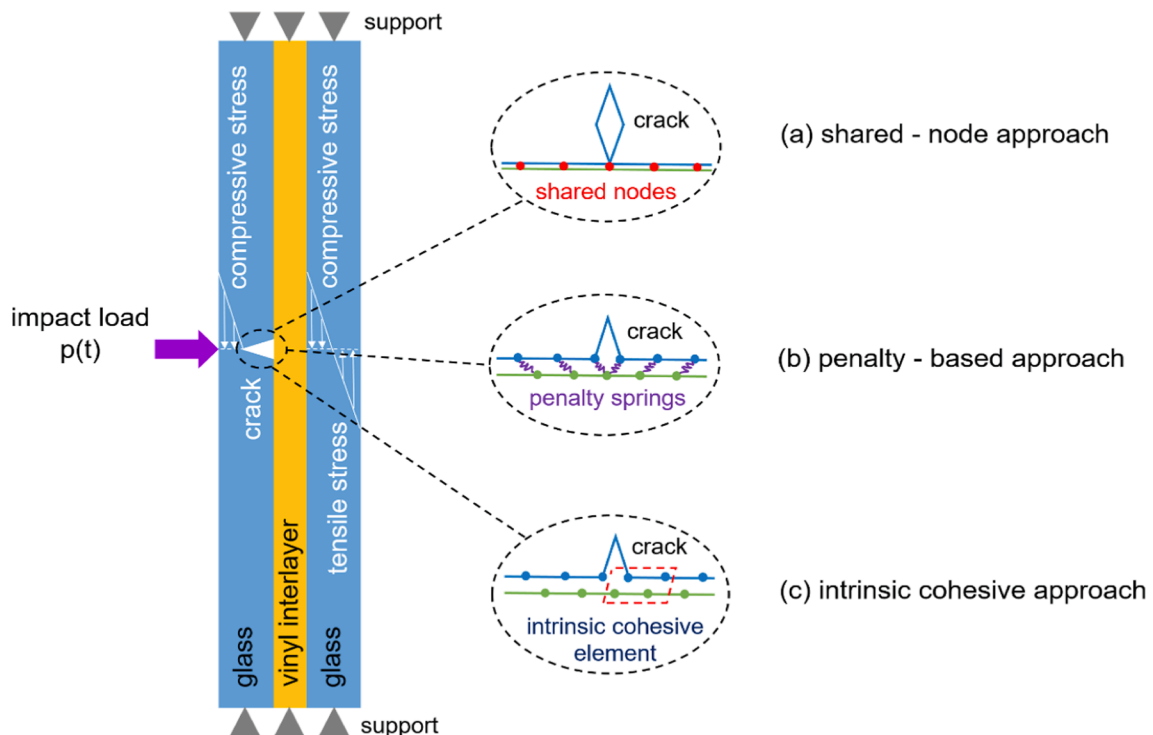 support
compressive stress
compressive stress
impact load
p(t)
crack
tensile stress
glass
vinyl interlayer
glass
support
crack
shared nodes
(a) shared - node approach
crack
penalty springs
(b) penalty - based approach
crack
intrinsic cohesive
element
(c) intrinsic cohesive approach